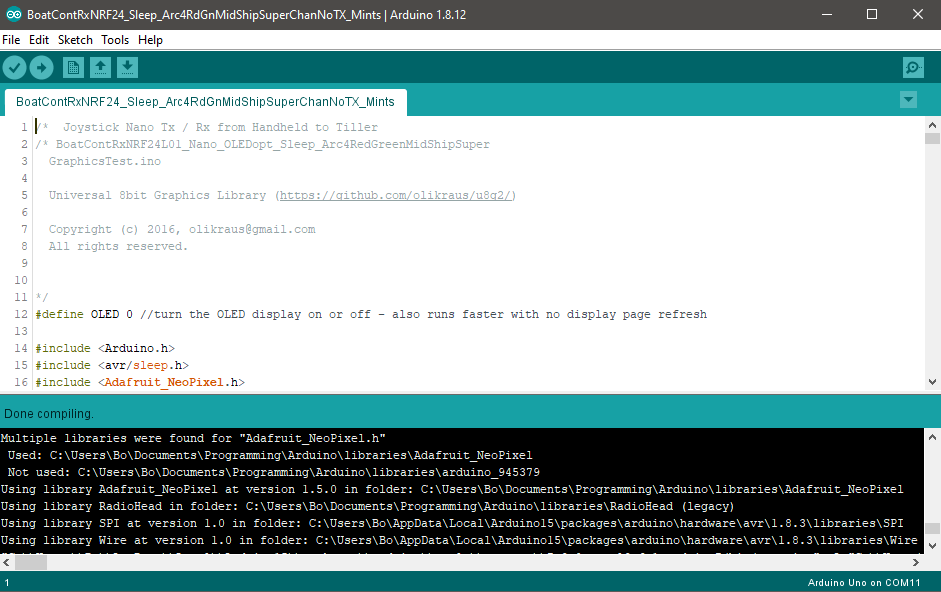 BoatContRxNRF24_Sleep_Arc4RdGnMidShipSuperChanNoTX_Mints | Arduino 1.8.12
File Edit Sketch Tools Help
BoatContRxNRF24_Sleep_Arc4RdGnMidShipSuperChanNoTX_Mints
1 /*  Joystick Nano Tx / Rx from Handheld to Tiller
2 /* BoatContRxNRF24L01_Nano_OLEDopt_Sleep_Arc4RedGreenMidShipSuper
3   GraphicsTest.ino
4
5   Universal 8bit Graphics Library (https://github.com/olikraus/u8g2/)
6
7   Copyright (c) 2016, olikraus@gmail.com
8   All rights reserved.
9
10
11 */
12 #define OLED 0 //turn the OLED display on or off - also runs faster with no display page refresh
13
14 #include <Arduino.h>
15 #include <avr/sleep.h>
16 #include <Adafruit_NeoPixel.h>
Done compiling.
Multiple libraries were found for "Adafruit_NeoPixel.h"
 Used: C:\Users\Bo\Documents\Programming\Arduino\libraries\Adafruit_NeoPixel
 Not used: C:\Users\Bo\Documents\Programming\Arduino\libraries\arduino_945379
Using library Adafruit_NeoPixel at version 1.5.0 in folder: C:\Users\Bo\Documents\Programming\Arduino\libraries\Adafruit_NeoPixel
Using library RadioHead in folder: C:\Users\Bo\Documents\Programming\Arduino\libraries\RadioHead (legacy)
Using library SPI at version 1.0 in folder: C:\Users\Bo\AppData\Local\Arduino15\packages\arduino\hardware\avr\1.8.3\libraries\SPI
Using library Wire at version 1.0 in folder: C:\Users\Bo\AppData\Local\Arduino15\packages\arduino\hardware\avr\1.8.3\libraries\Wire
1
Arduino Uno on COM11